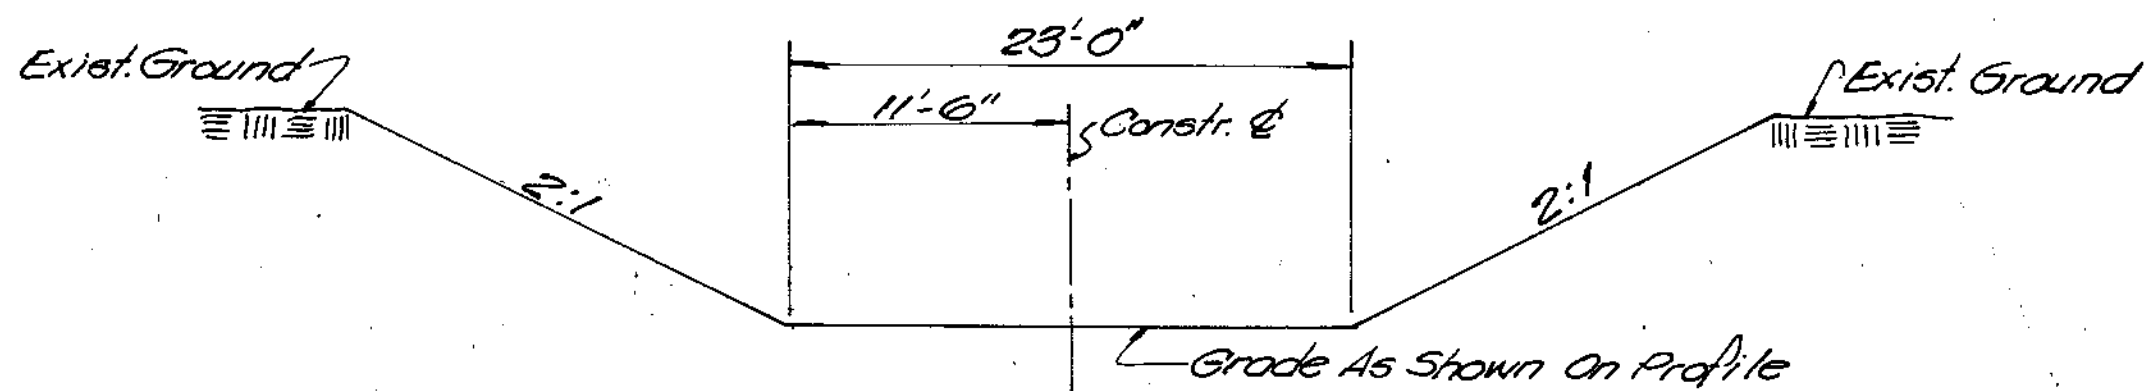 23'-0"
Exist. Ground
Exist. Ground
11'-6"
Constr. ℄
2:1
2:1
Grade As Shown On Profile